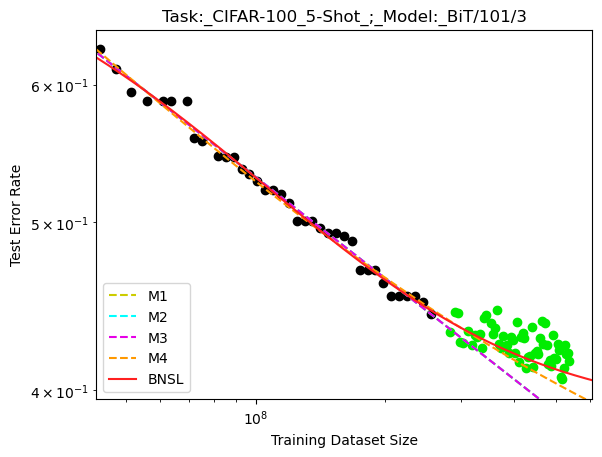 Task:_CIFAR-100_5-Shot_;_Model:_BiT/101/3
Test Error Rate
6 × 10⁻¹
5 × 10⁻¹
4 × 10⁻¹
M1
M2
M3
M4
BNSL
10⁸
Training Dataset Size